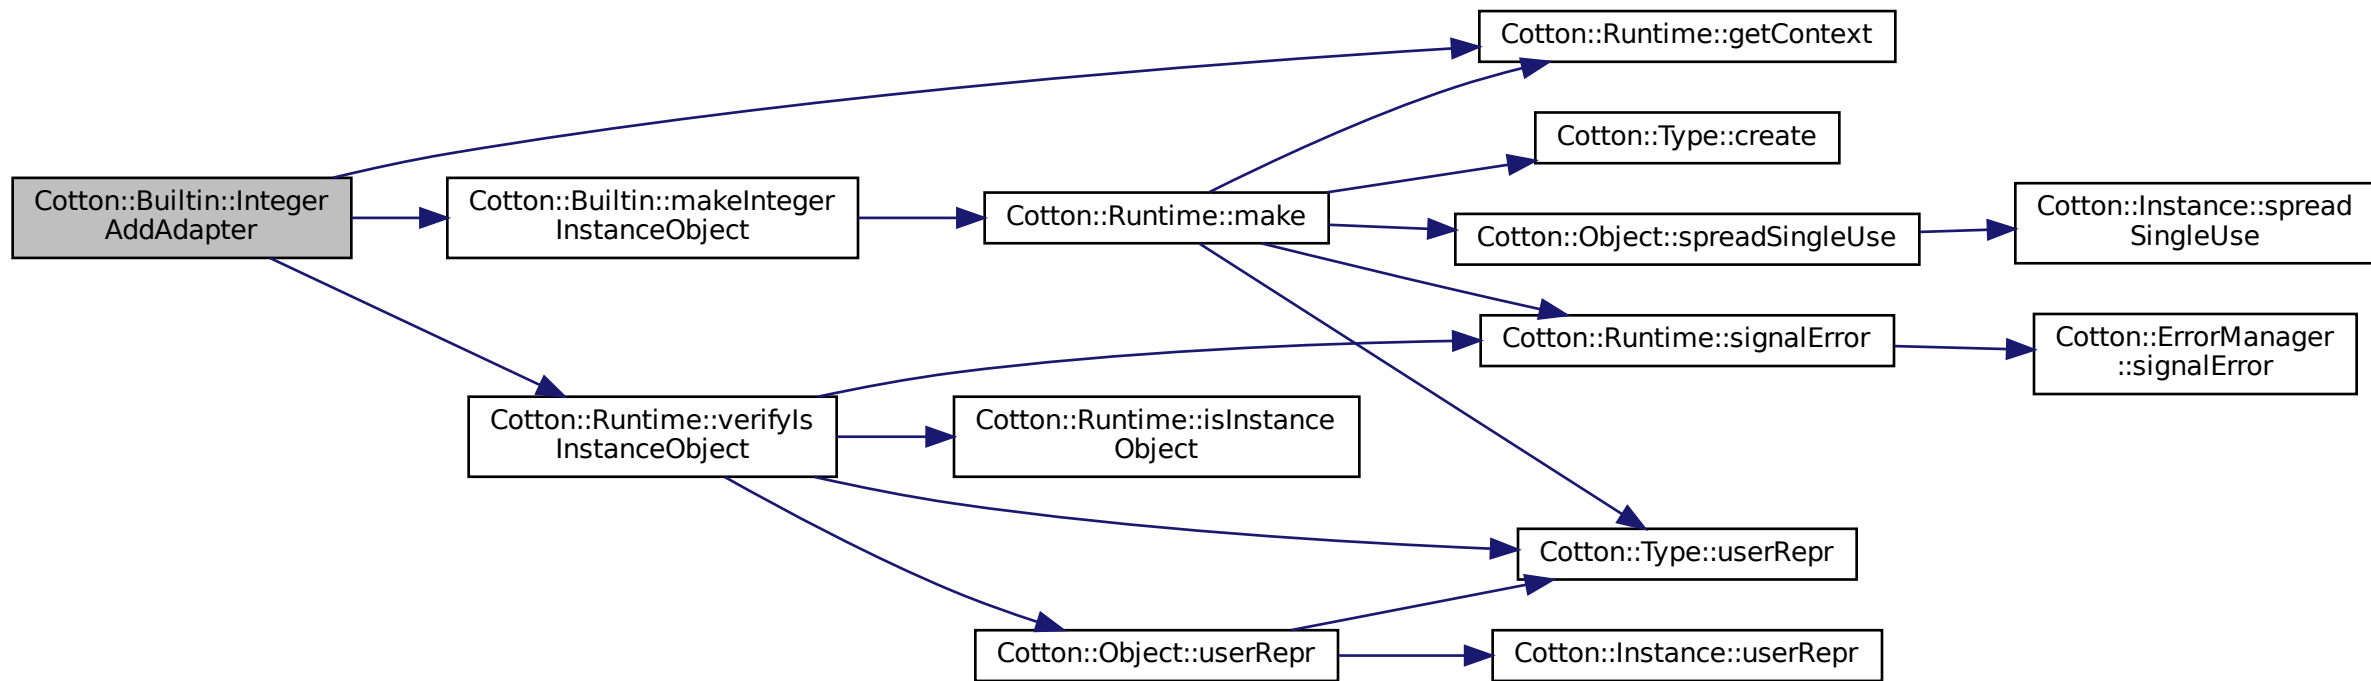 Cotton::Builtin::Integer
AddAdapter
Cotton::Builtin::makeInteger
InstanceObject
Cotton::Runtime::verifyIs
InstanceObject
Cotton::Runtime::make
Cotton::Runtime::isInstance
Object
Cotton::Object::userRepr
Cotton::Runtime::getContext
Cotton::Type::create
Cotton::Object::spreadSingleUse
Cotton::Runtime::signalError
Cotton::Type::userRepr
Cotton::Instance::userRepr
Cotton::Instance::spread
SingleUse
Cotton::ErrorManager
::signalError